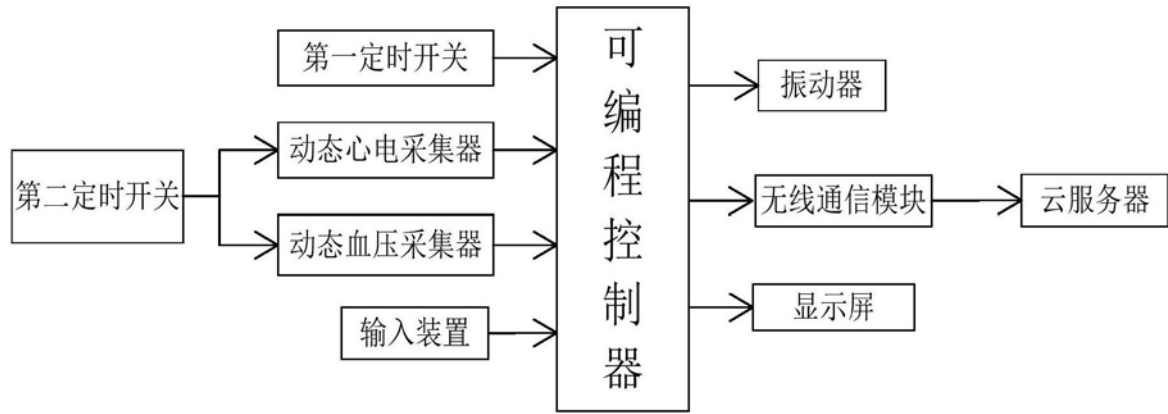 第一定时开关
动态心电采集器
第二定时开关
动态血压采集器
输入装置
可编程控制器
振动器
无线通信模块
云服务器
显示屏